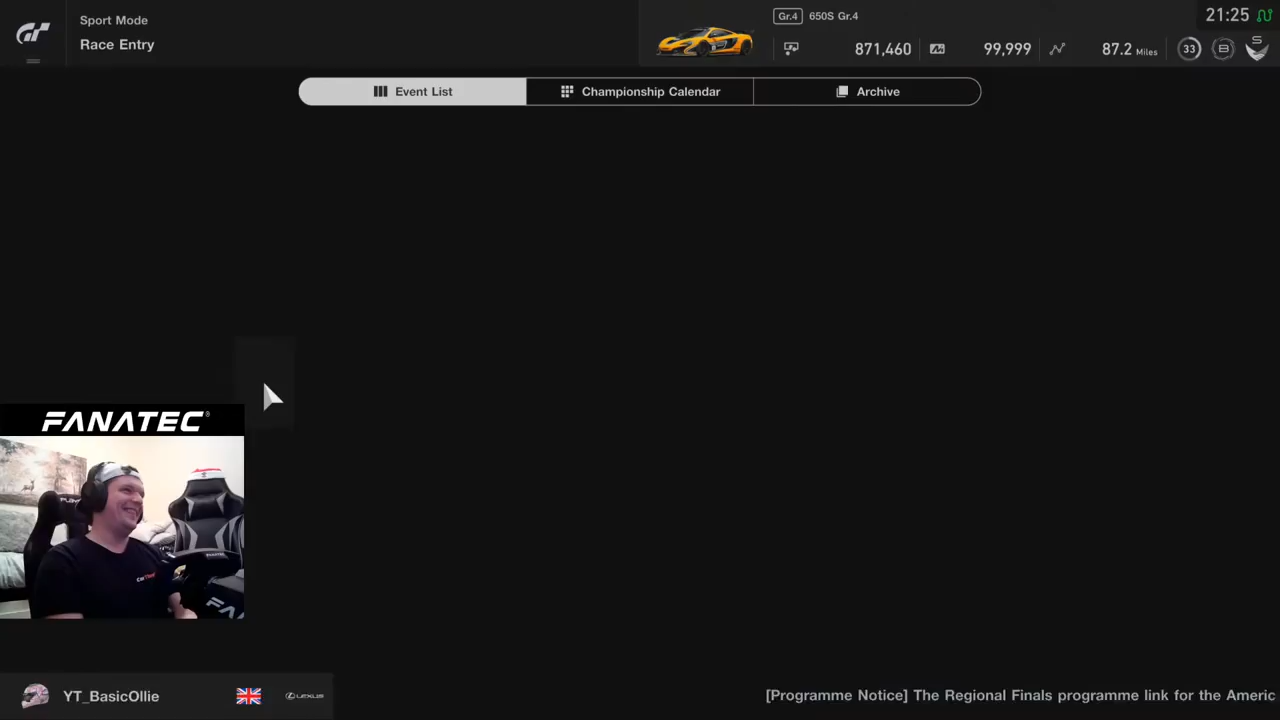 Sport Mode
Race Entry
Gr.4 650S Gr.4
871,460
99,999
87.2 Miles
33
B
S
21:25
Event List
Championship Calendar
Archive
FANATEC
YT_BasicOllie
LEXUS
[Programme Notice] The Regional Finals programme link for the Americ